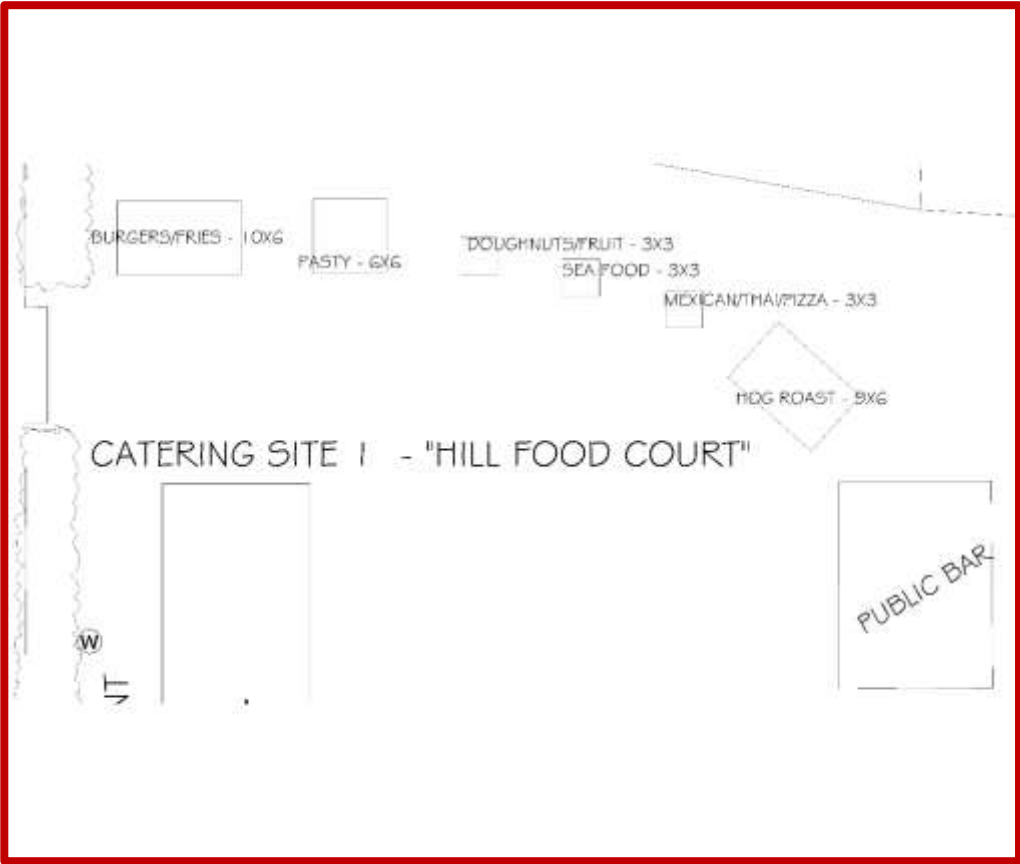 BURGERS/FRIES - 10X6
PASTY - 6X6
DOUGHNUTS/FRUIT - 3X3
SEA FOOD - 3X3
MEXICAN/THAI/PIZZA - 3X3
HOG ROAST - 9X6
CATERING SITE 1 - "HILL FOOD COURT"
PUBLIC BAR
W
NT